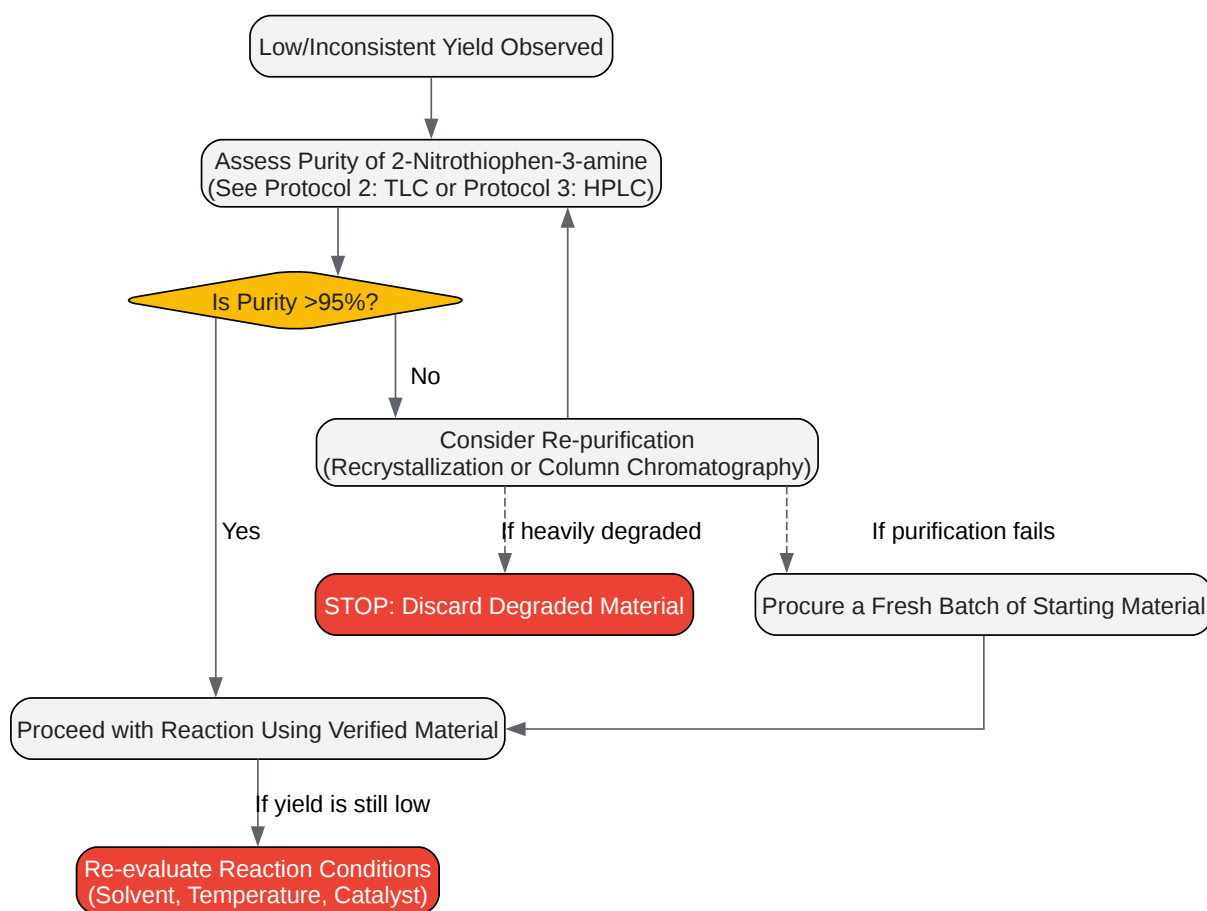 Low/Inconsistent Yield Observed
Assess Purity of 2-Nitrothiophen-3-amine
(See Protocol 2: TLC or Protocol 3: HPLC)
Is Purity >95%?
No
Consider Re-purification
(Recrystallization or Column Chromatography)
Yes
If heavily degraded
If purification fails
STOP: Discard Degraded Material
Procure a Fresh Batch of Starting Material
Proceed with Reaction Using Verified Material
If yield is still low
Re-evaluate Reaction Conditions
(Solvent, Temperature, Catalyst)